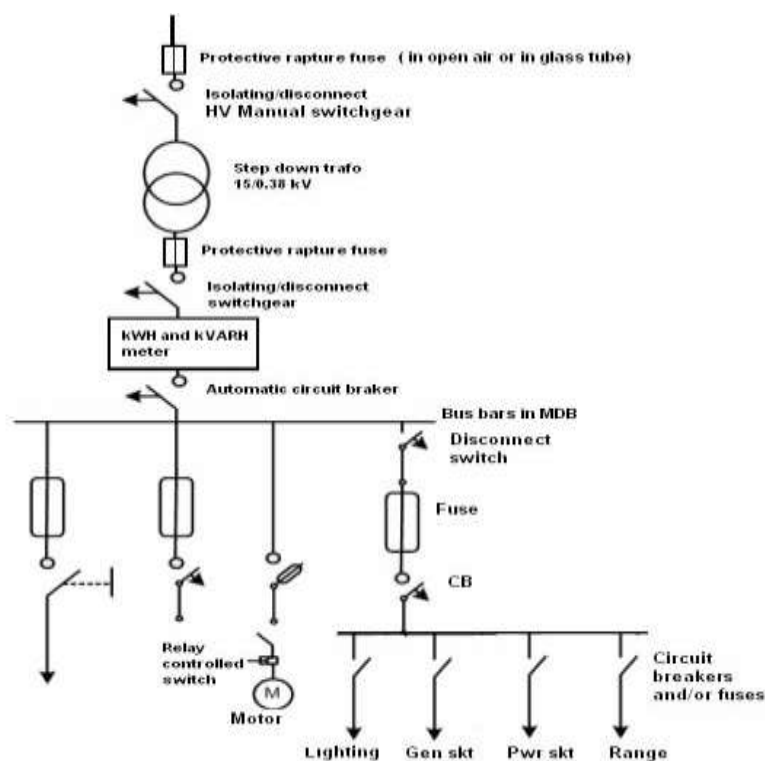 Protective rapture fuse ( in open air or in glass tube)
Isolating/disconnect
HV Manual switchgear
Step down trafo
15/0.38 kV
Protective rapture fuse
Isolating/disconnect
switchgear
kWH and kVARH
meter
Automatic circuit braker
Bus bars in MDB
Disconnect
switch
Fuse
CB
Relay
controlled
switch
M
Motor
Circuit
breakers
and/or fuses
Lighting
Gen skt
Pwr skt
Range